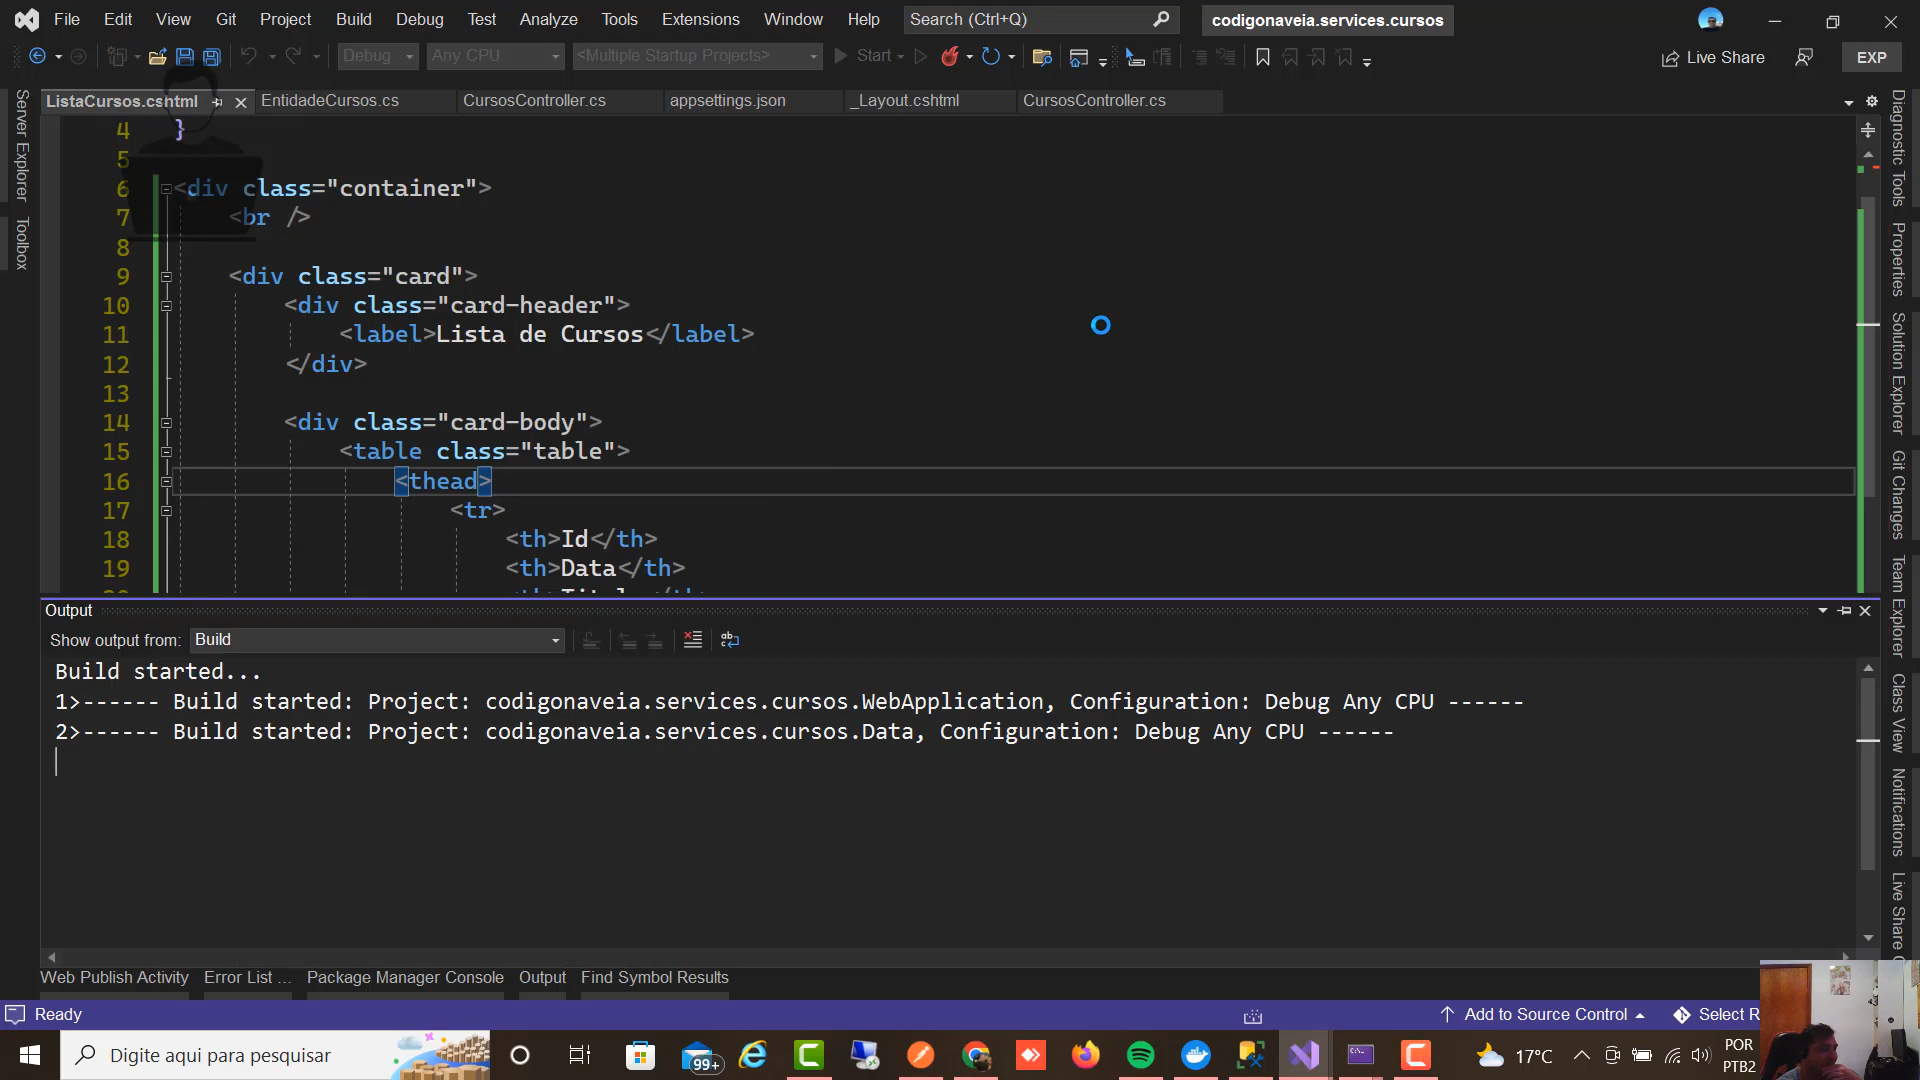 File Edit View Git Project Build Debug Test Analyze Tools Extensions Window Help Search (Ctrl+Q) codigonaveia.services.cursos
Debug Any CPU <Multiple Startup Projects> Start Live Share EXP
ListaCursos.cshtml EntidadeCursos.cs CursosController.cs appsettings.json _Layout.cshtml CursosController.cs
4 }
5
6 <div class="container">
7 <br />
8
9 <div class="card">
10 <div class="card-header">
11 <label>Lista de Cursos</label>
12 </div>
13
14 <div class="card-body">
15 <table class="table">
16 <thead>
17 <tr>
18 <th>Id</th>
19 <th>Data</th>
Server Explorer
Toolbox
Diagnostic Tools
Properties
Solution Explorer
Git Changes
Team Explorer
Class View
Notifications
Live Share
Output
Show output from: Build
Build started...
1>------ Build started: Project: codigonaveia.services.cursos.WebApplication, Configuration: Debug Any CPU ------
2>------ Build started: Project: codigonaveia.services.cursos.Data, Configuration: Debug Any CPU ------
Web Publish Activity Error List ... Package Manager Console Output Find Symbol Results
Ready Add to Source Control Select R
Digite aqui para pesquisar 99+ 17°C POR
PTB2